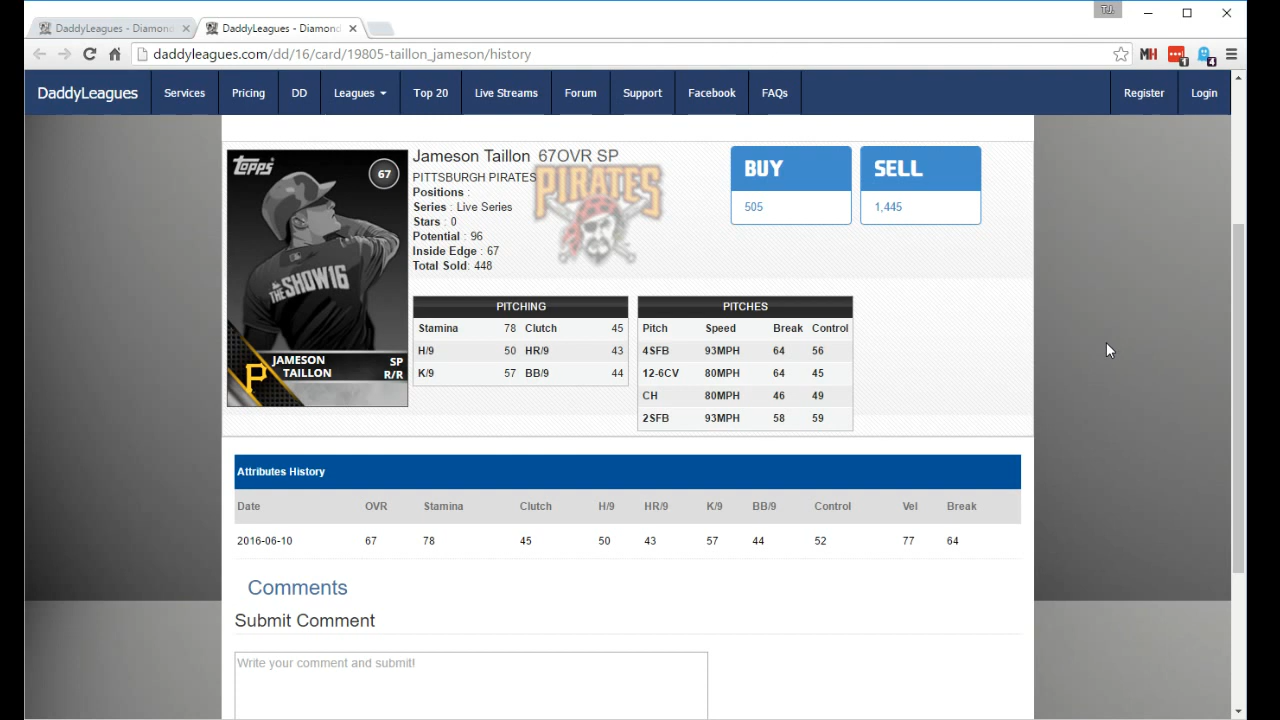 T.J.
DaddyLeagues - Diamond
DaddyLeagues - Diamond
daddyleagues.com/dd/16/card/19805-taillon_jameson/history
MH
1
4
DaddyLeagues Services Pricing DD Leagues Top 20 Live Streams Forum Support Facebook FAQs Register Login
Topps
67
THE SHOW16
JAMESON
TAILLON
SP
R/R
P
Jameson Taillon 67OVR SP
PITTSBURGH PIRATES
Positions :
Series : Live Series
Stars : 0
Potential : 96
Inside Edge : 67
Total Sold: 448
PIRATES
BUY
505
SELL
1,445
PITCHING
Stamina 78 Clutch 45
H/9 50 HR/9 43
K/9 57 BB/9 44
PITCHES
Pitch Speed Break Control
4SFB 93MPH 64 56
12-6CV 80MPH 64 45
CH 80MPH 46 49
2SFB 93MPH 58 59
Attributes History
Date OVR Stamina Clutch H/9 HR/9 K/9 BB/9 Control Vel Break
2016-06-10 67 78 45 50 43 57 44 52 77 64
Comments
Submit Comment
Write your comment and submit!